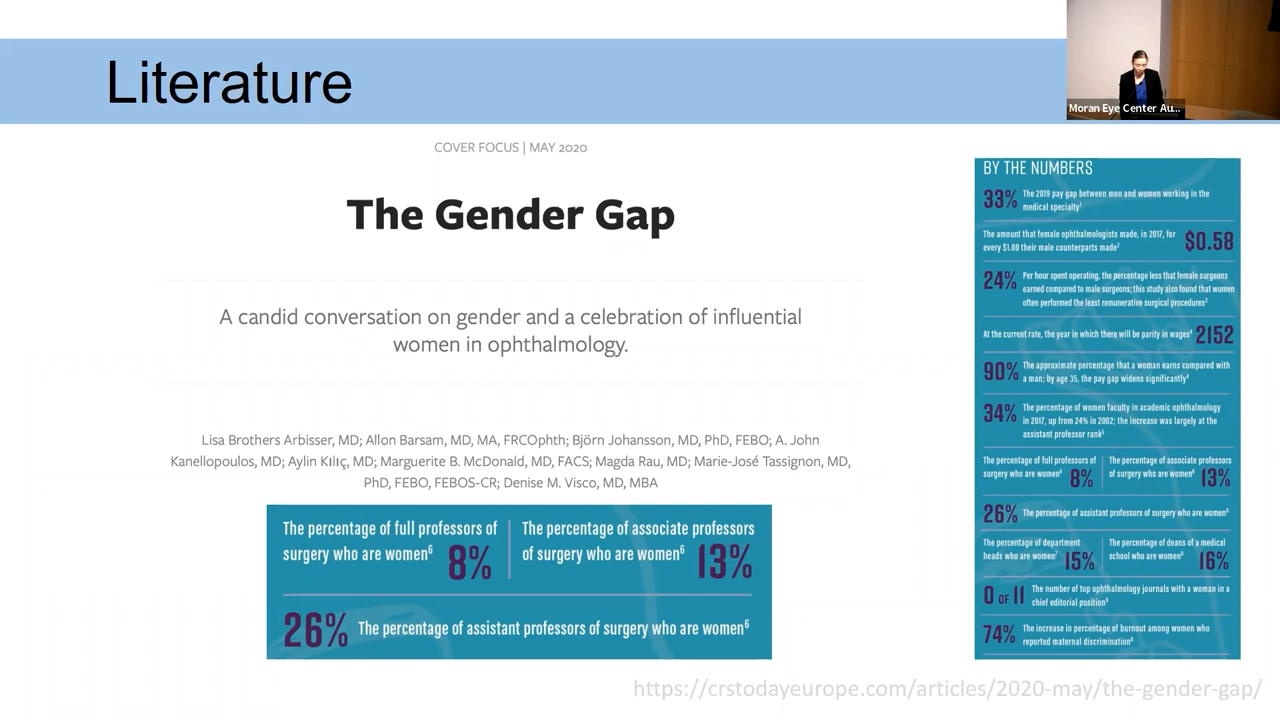 Literature
Moran Eye Center Au...
COVER FOCUS | MAY 2020
The Gender Gap
A candid conversation on gender and a celebration of influential
women in ophthalmology.
Lisa Brothers Arbisser, MD; Allon Barsam, MD, MA, FRCOphth; Björn Johansson, MD, PhD, FEBO; A. John
Kanellopoulos, MD; Aylin Kılıç, MD; Marguerite B. McDonald, MD, FACS; Magda Rau, MD; Marie-José Tassignon, MD,
PhD, FEBO, FEBOS-CR; Denise M. Visco, MD, MBA
The percentage of full professors of
surgery who are women⁶ 8%
The percentage of associate professors
of surgery who are women⁶ 13%
26% The percentage of assistant professors of surgery who are women⁶
BY THE NUMBERS
33% The 2019 pay gap between men and women working in the
medical specialty¹
The amount that female ophthalmologists made, in 2017, for
every $1.00 their male counterparts made² $0.58
24% Per hour spent operating, the percentage less that female surgeons
earned compared to male surgeons; this study also found that women
often performed the least remunerative surgical procedures³
At the current rate, the year in which there will be parity in wages⁴ 2152
90% The approximate percentage that a woman earns compared with
a man; by age 35, the pay gap widens significantly⁴
34% The percentage of women faculty in academic ophthalmology
in 2017, up from 24% in 2002; the increase was largely at the
assistant professor rank⁵
The percentage of full professors of
surgery who are women⁶ 8%
The percentage of associate professors
of surgery who are women⁶ 13%
26% The percentage of assistant professors of surgery who are women⁶
The percentage of department
heads who are women⁷ 15%
The percentage of deans of a medical
school who are women⁸ 16%
0 OF 11 The number of top ophthalmology journals with a woman in a
chief editorial position⁹
74% The increase in percentage of burnout among women who
reported maternal discrimination⁸
https://crstodayeurope.com/articles/2020-may/the-gender-gap/